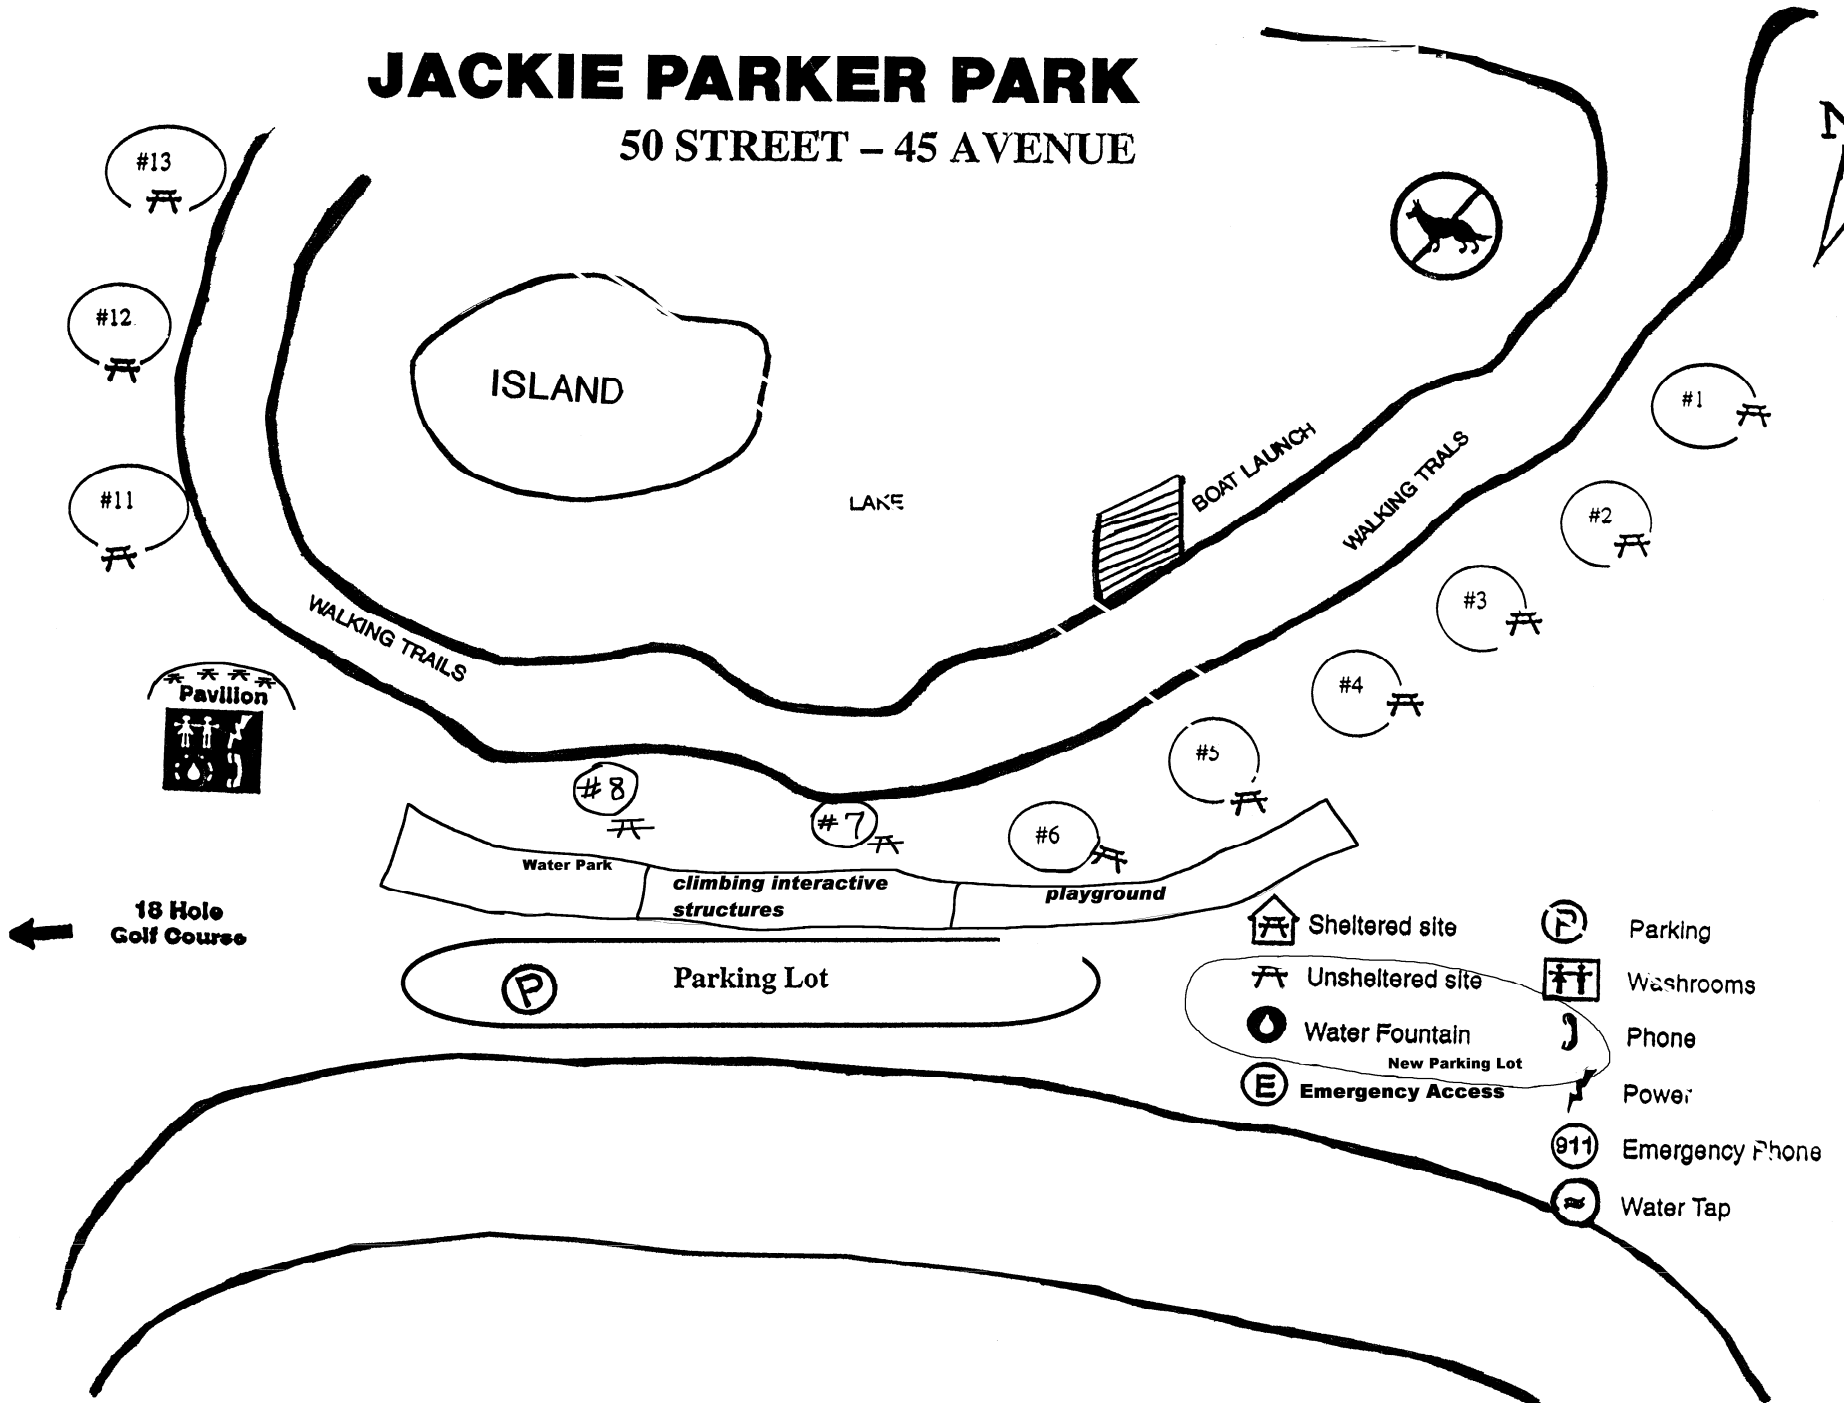 JACKIE PARKER PARK
50 STREET – 45 AVENUE
N
#13
#12
#11
ISLAND
LAKE
BOAT LAUNCH
WALKING TRALS
#1
#2
#3
#4
#5
#6
#7
#8
WALKING TRAILS
Pavilion
Water Park
climbing interactive
structures
playground
18 Hole
Golf Course
P
Parking Lot
Sheltered site
Unsheltered site
Water Fountain
New Parking Lot
E Emergency Access
P Parking
Washrooms
Phone
Power
911 Emergency Phone
Water Tap